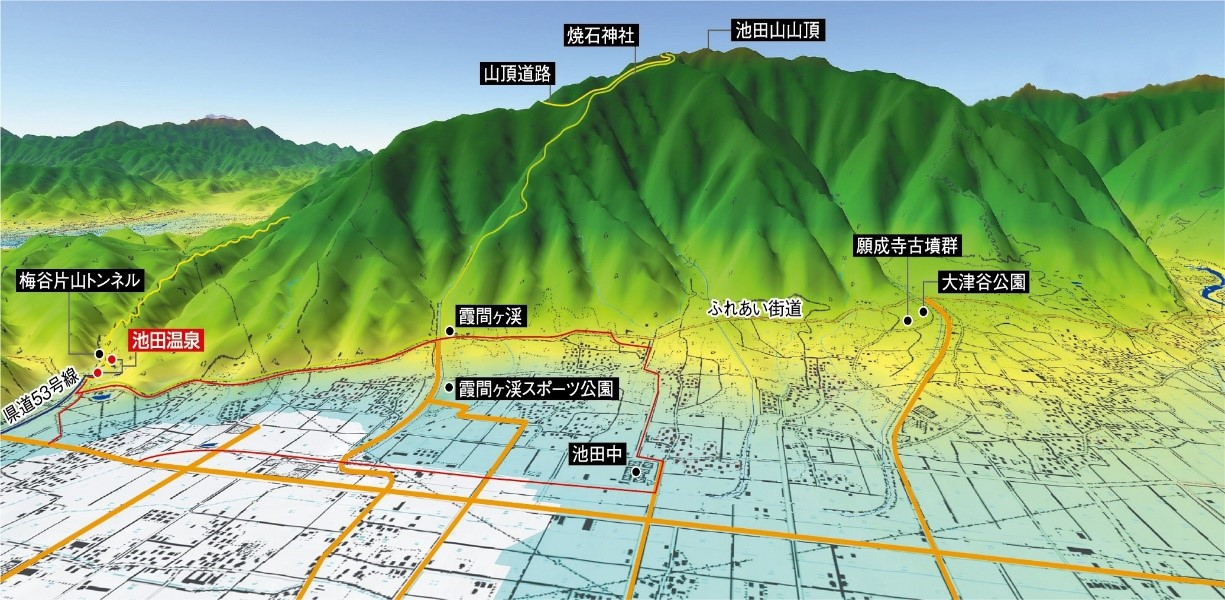 池田山山頂
焼石神社
山頂道路
願成寺古墳群
大津谷公園
梅谷片山トンネル
ふれあい街道
霞間ヶ渓
池田温泉
霞間ヶ渓スポーツ公園
県道53号線
池田中